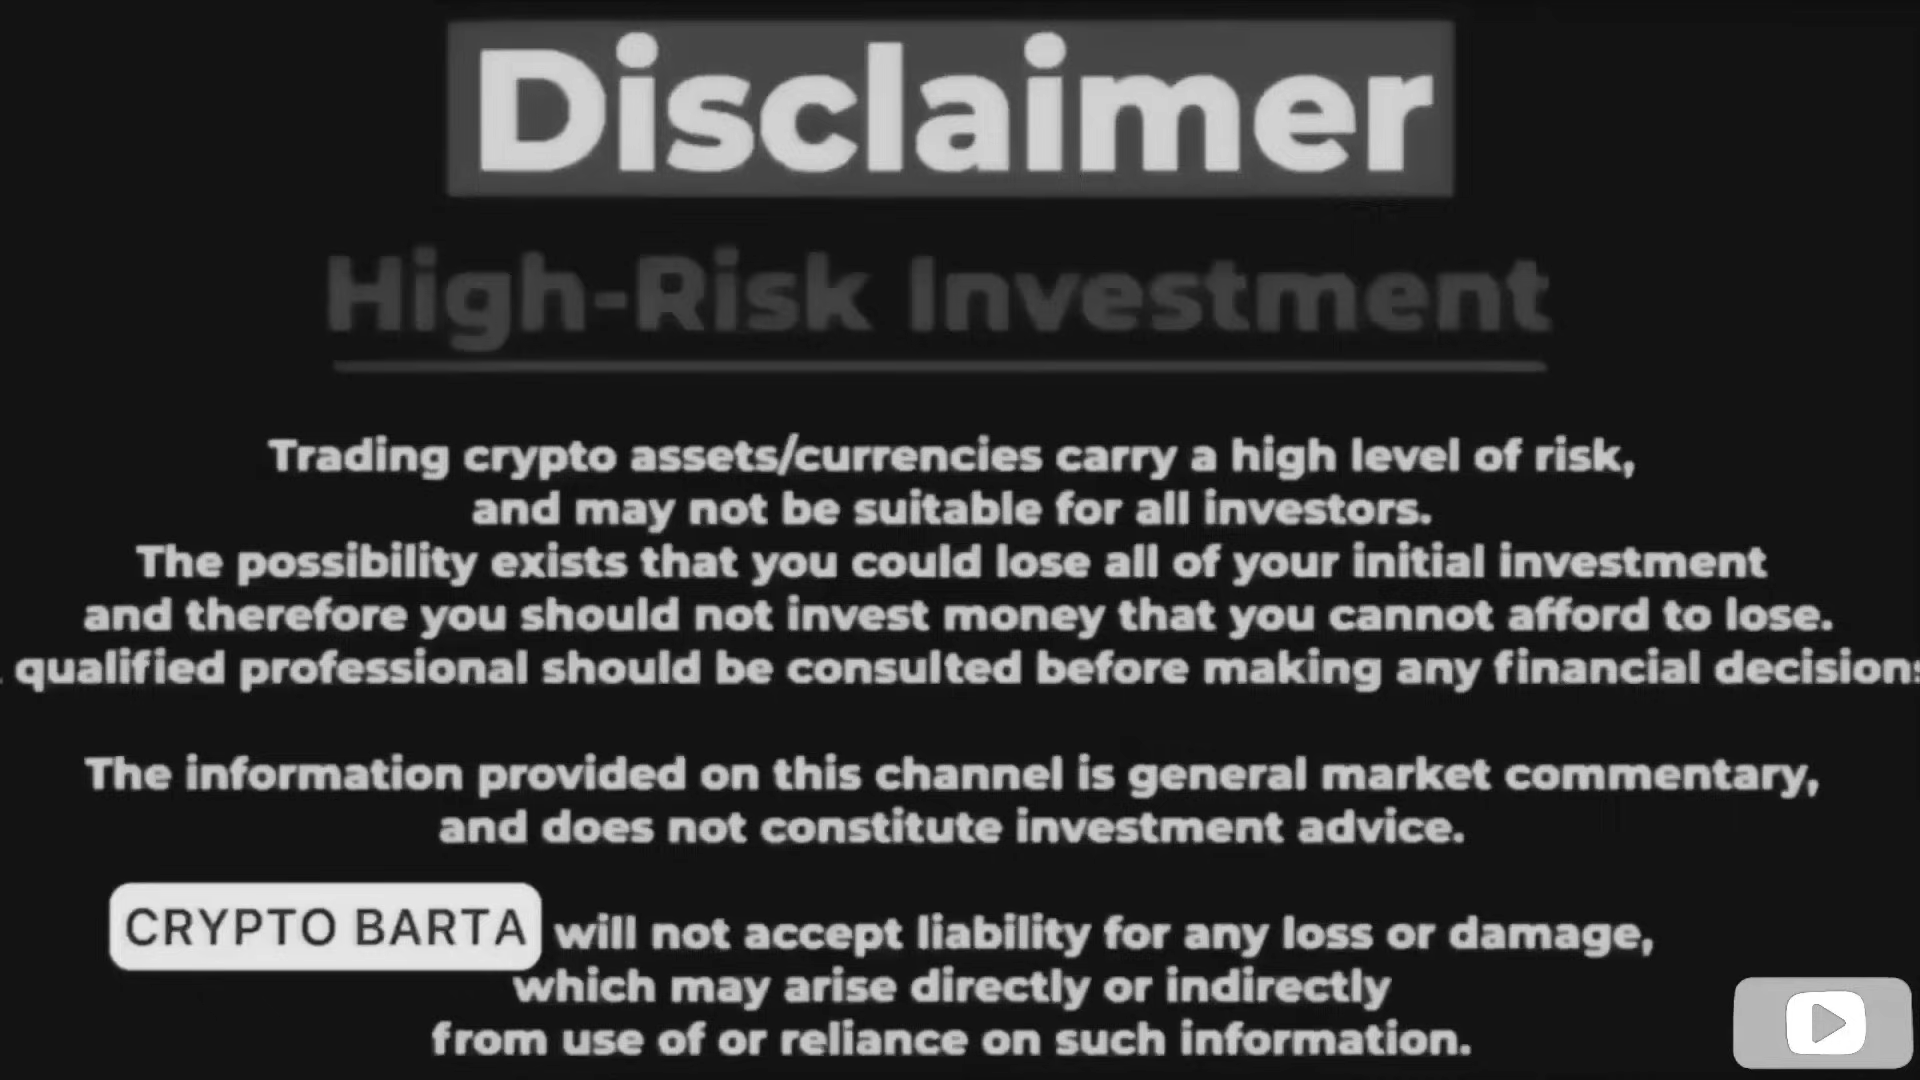 Disclaimer
High-Risk Investment
Trading crypto assets/currencies carry a high level of risk,
and may not be suitable for all investors.
The possibility exists that you could lose all of your initial investment
and therefore you should not invest money that you cannot afford to lose.
qualified professional should be consulted before making any financial decisions
The information provided on this channel is general market commentary,
and does not constitute investment advice.
CRYPTO BARTA will not accept liability for any loss or damage,
which may arise directly or indirectly
from use of or reliance on such information.